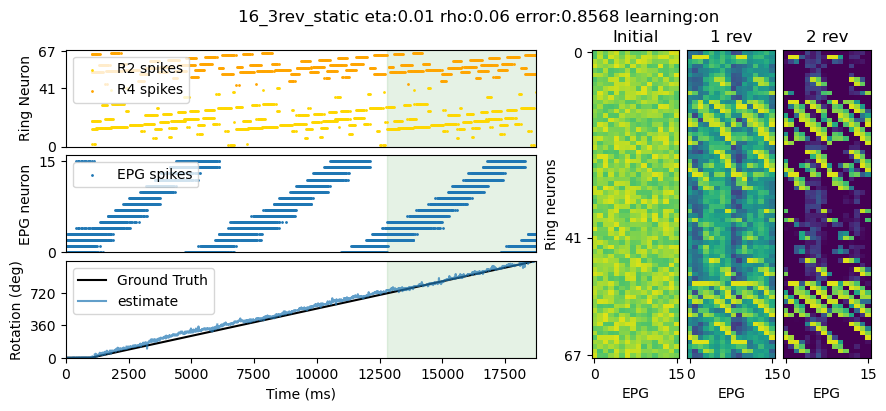 16_3rev_static eta:0.01 rho:0.06 error:0.8568 learning:on
Initial
1 rev
2 rev
Ring Neuron
67
41
0
R2 spikes
R4 spikes
EPG neuron
15
0
EPG spikes
Rotation (deg)
720
360
0
Ground Truth
estimate
0 2500 5000 7500 10000 12500 15000 17500
Time (ms)
Ring neurons
0
41
67
0 15 0 15 0 15
EPG EPG EPG